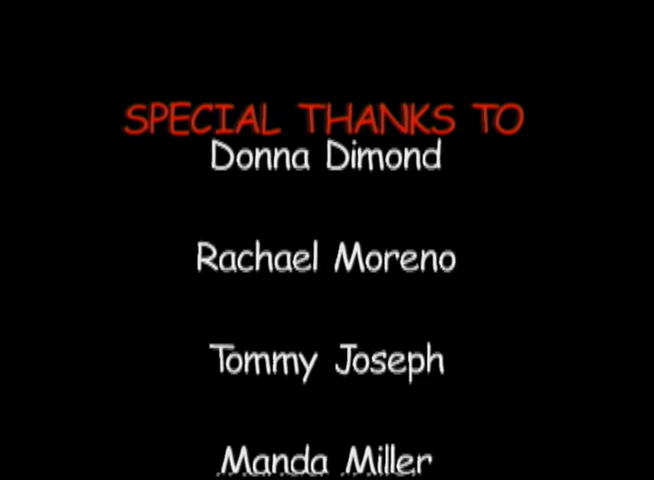 SPECIAL THANKS TO
Donna Dimond
Rachael Moreno
Tommy Joseph
Manda Miller